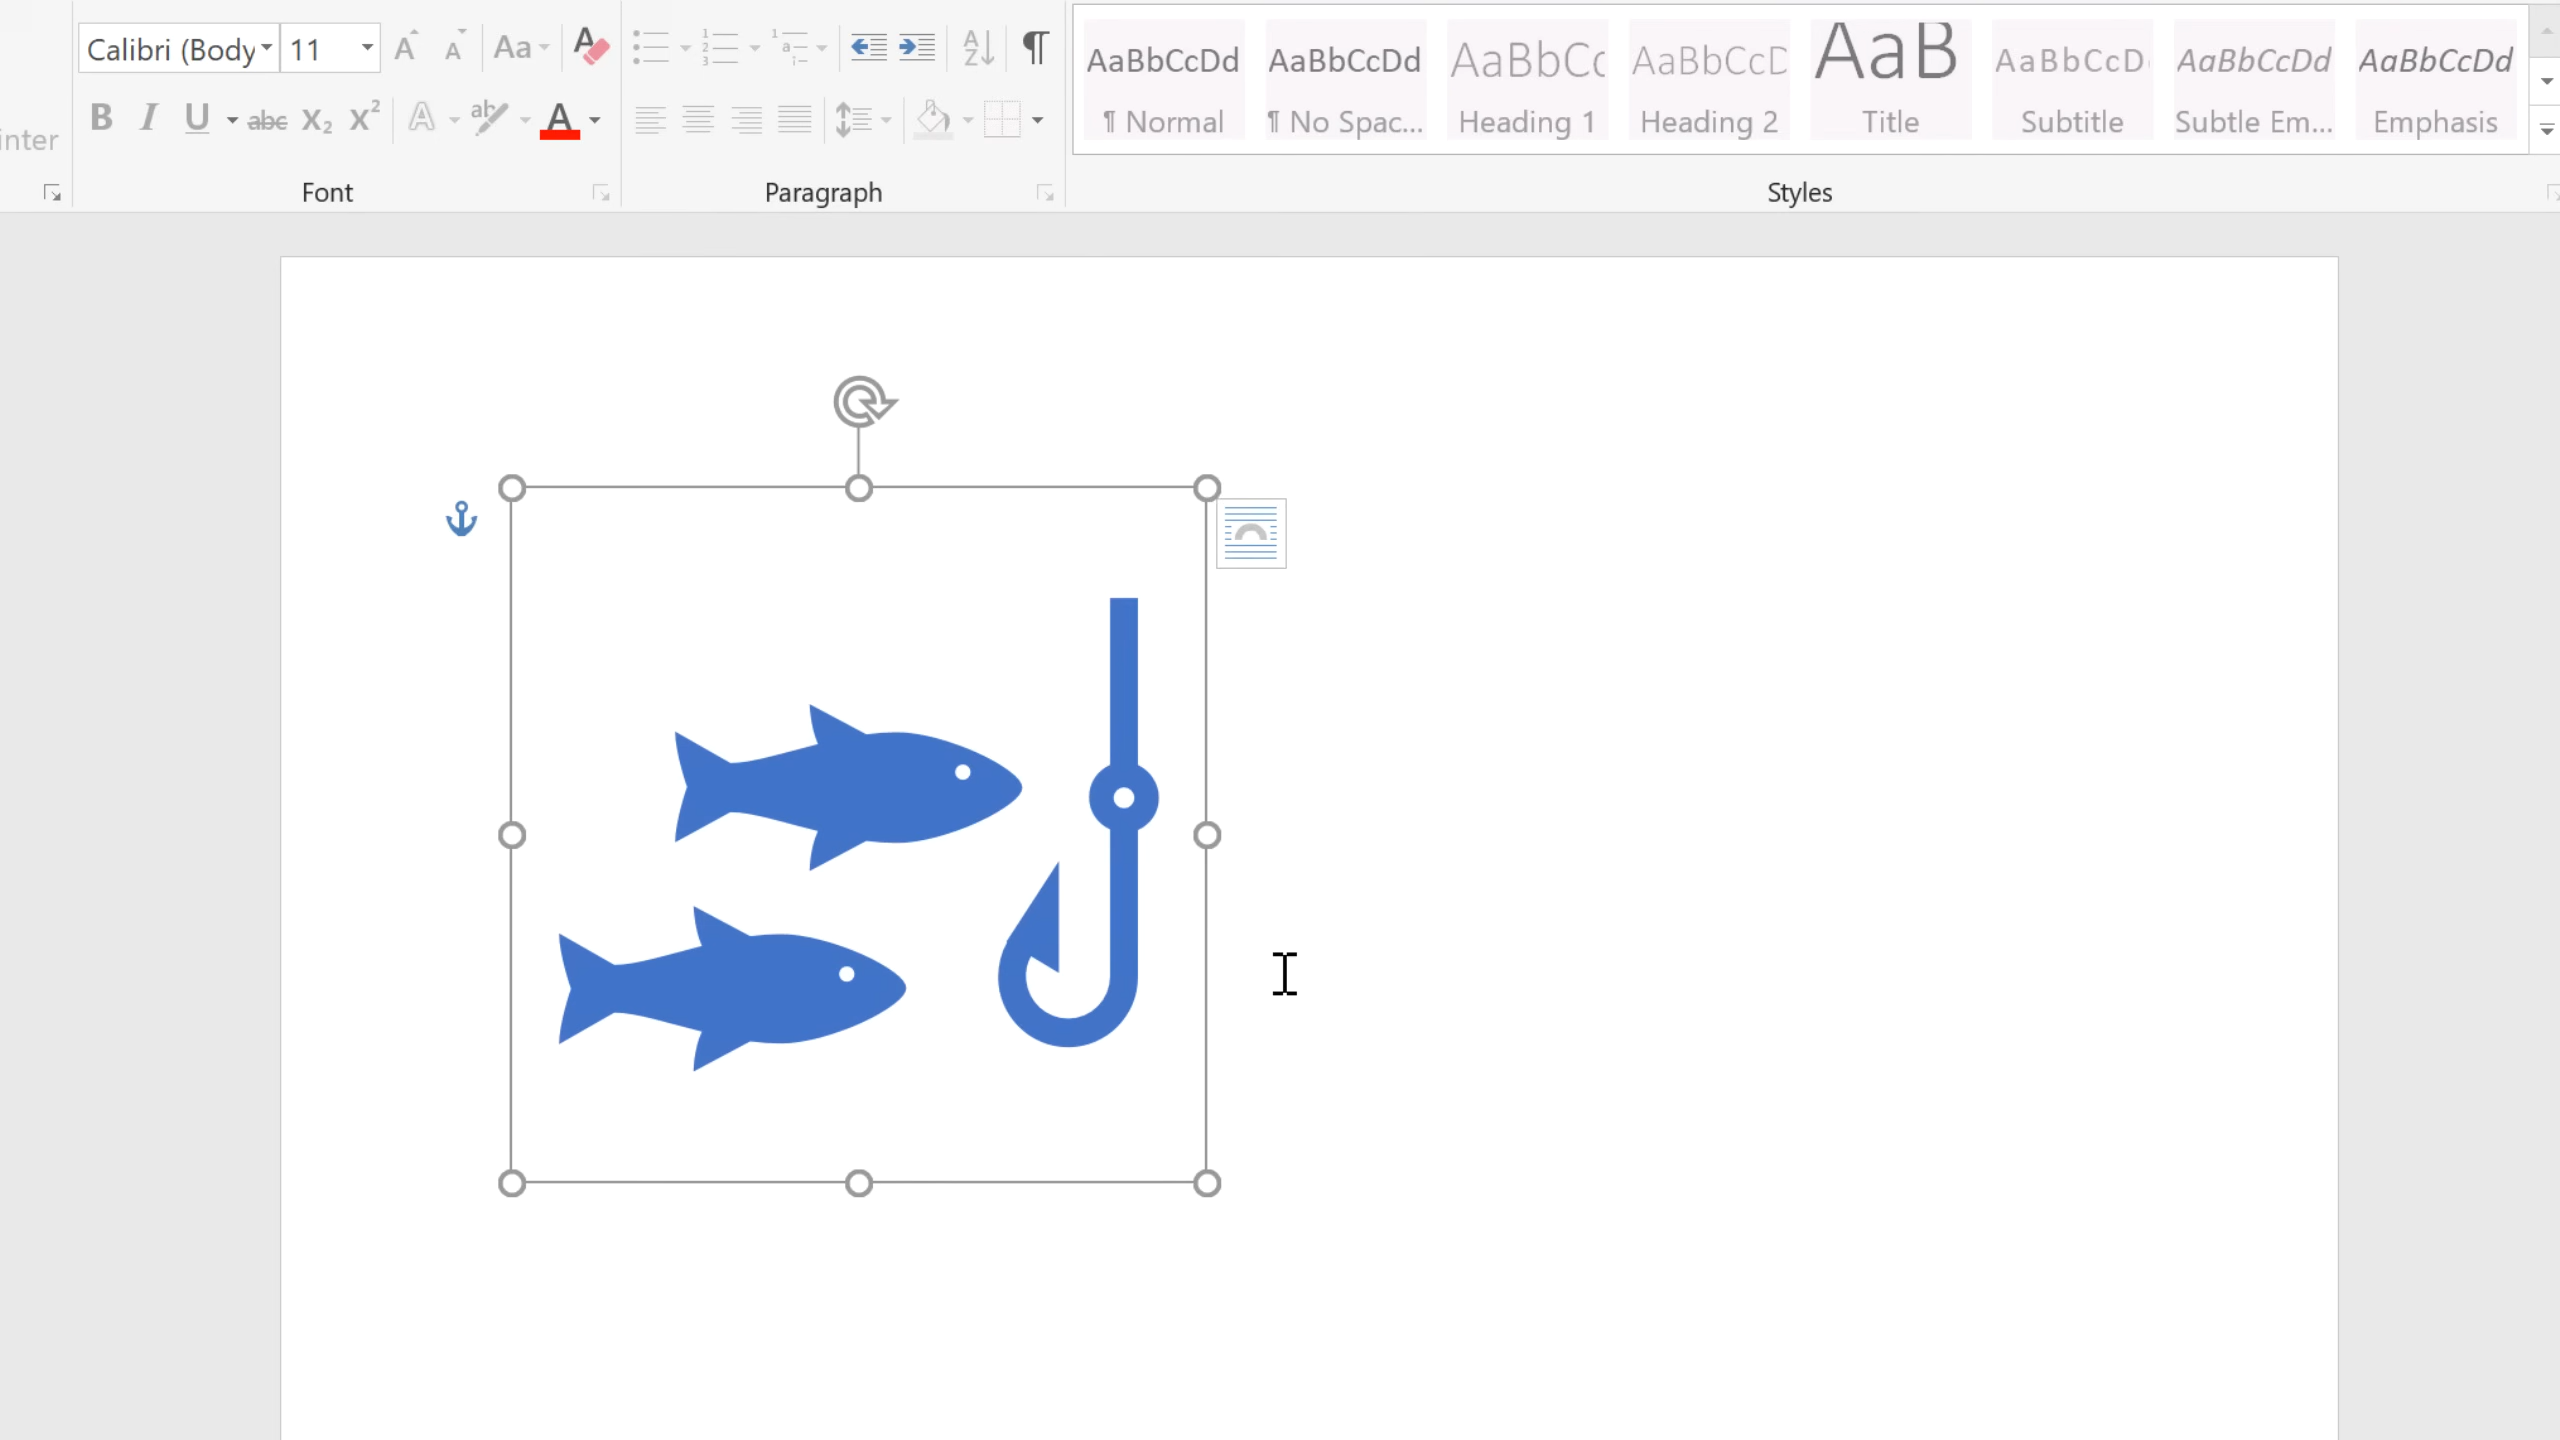 Calibri (Body 11 Aa
B I U abc X₂ X² A ab A
AaBbCcDd AaBbCcDd AaBbCc AaBbCcD AaB AaBbCcD AaBbCcDd AaBbCcDd
¶ Normal ¶ No Spac... Heading 1 Heading 2 Title Subtitle Subtle Em... Emphasis
inter
Font Paragraph Styles